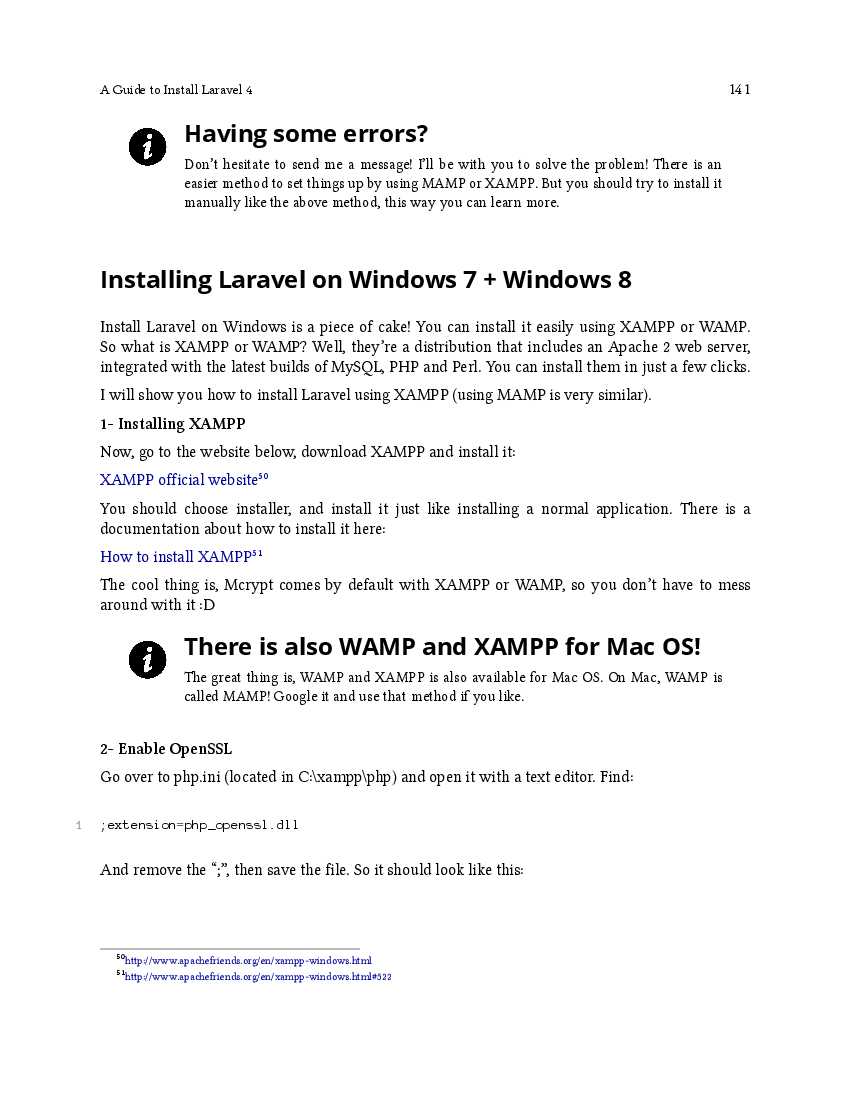 A Guide to Install Laravel 4 141
Having some errors?
Don’t hesitate to send me a message! I’ll be with you to solve the problem! There is an
easier method to set things up by using MAMP or XAMPP. But you should try to install it
manually like the above method, this way you can learn more.
Installing Laravel on Windows 7 + Windows 8
Install Laravel on Windows is a piece of cake! You can install it easily using XAMPP or WAMP.
So what is XAMPP or WAMP? Well, they’re a distribution that includes an Apache 2 web server,
integrated with the latest builds of MySQL, PHP and Perl. You can install them in just a few clicks.
I will show you how to install Laravel using XAMPP (using MAMP is very similar).
1- Installing XAMPP
Now, go to the website below, download XAMPP and install it:
XAMPP official website⁵⁰
You should choose installer, and install it just like installing a normal application. There is a
documentation about how to install it here:
How to install XAMPP⁵¹
The cool thing is, Mcrypt comes by default with XAMPP or WAMP, so you don’t have to mess
around with it :D
There is also WAMP and XAMPP for Mac OS!
The great thing is, WAMP and XAMPP is also available for Mac OS. On Mac, WAMP is
called MAMP! Google it and use that method if you like.
2- Enable OpenSSL
Go over to php.ini (located in C:\xampp\php) and open it with a text editor. Find:
1 ;extension=php_openssl.dll
And remove the “;”, then save the file. So it should look like this:
⁵⁰http://www.apachefriends.org/en/xampp-windows.html
⁵¹http://www.apachefriends.org/en/xampp-windows.html#522